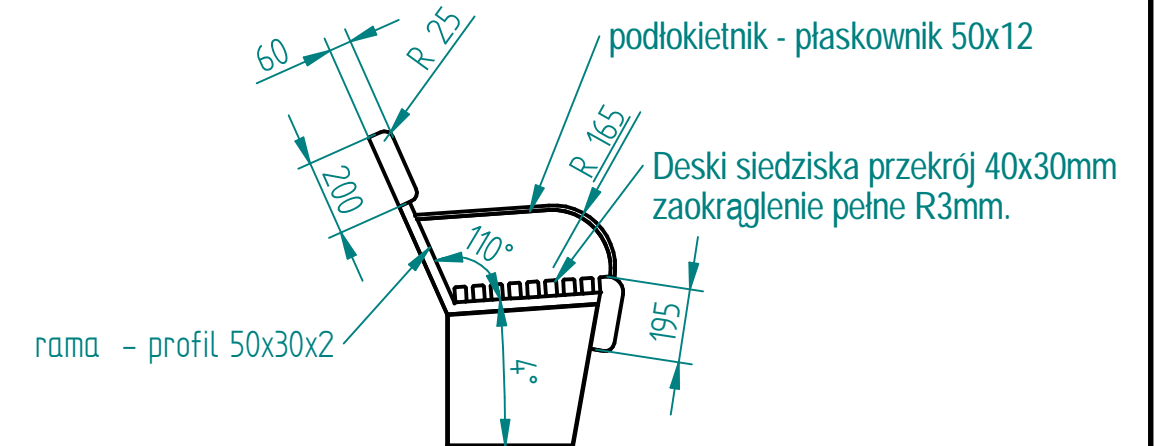 60
R 25
podłokietnik - płaskownik 50x12
R 165
Deski siedziska przekrój 40x30mm
zaokrąglenie pełne R3mm.
200
110°
195
rama - profil 50x30x2
4°